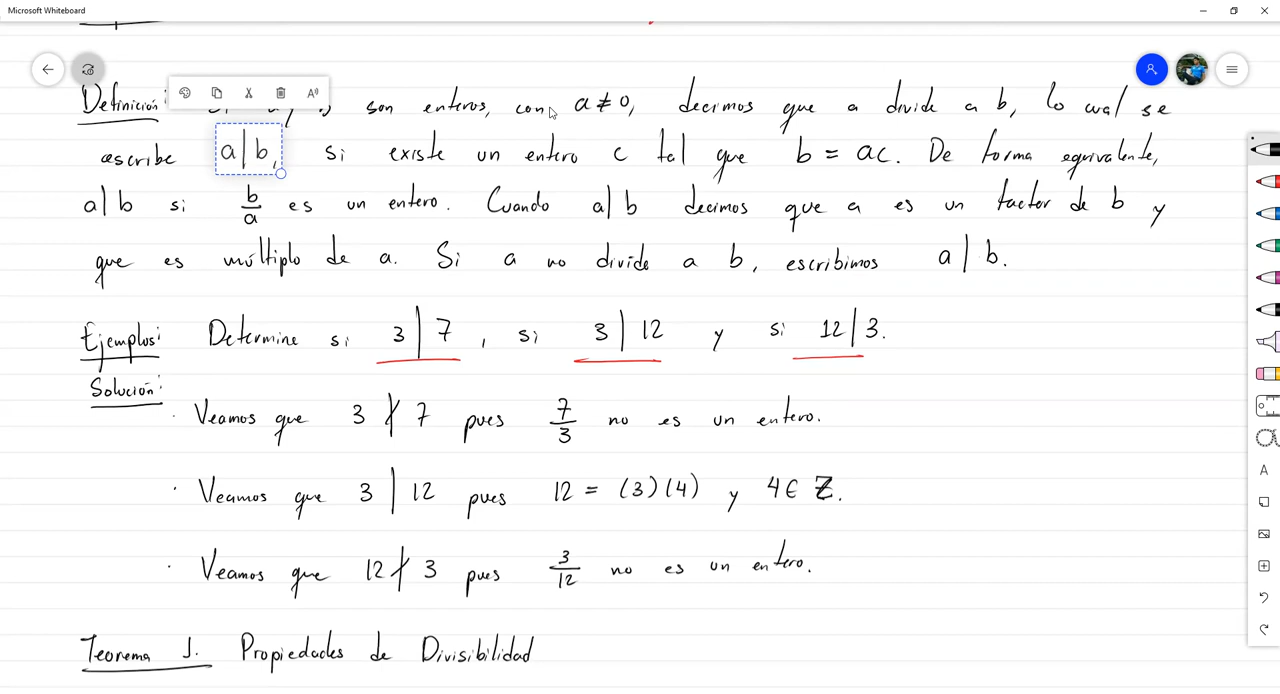 Microsoft Whiteboard
Definición: son enteros, con a ≠ 0, decimos que a divide a b, lo cual se
escribe a|b, si existe un entero c tal que b = ac. De forma equivalente,
a|b si b/a es un entero. Cuando a|b decimos que a es un factor de b y
que es múltiplo de a. Si a no divide a b, escribimos a | b.
Ejemplos: Determine si 3 | 7, si 3 | 12 y si 12|3.
Solución:
· Veamos que 3 ∤ 7 pues 7/3 no es un entero.
· Veamos que 3 | 12 pues 12 = (3)(4) y 4 ∈ Z.
· Veamos que 12 ∤ 3 pues 3/12 no es un entero.
Teorema 1. Propiedades de Divisibilidad